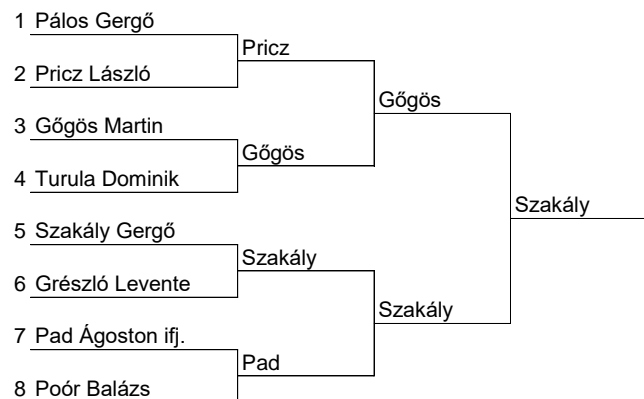 1 Pálos Gergő
Pricz
2 Pricz László
Gőgös
3 Gőgös Martin
Gőgös
4 Turula Dominik
Szakály
5 Szakály Gergő
Szakály
6 Grészló Levente
Szakály
7 Pad Ágoston ifj.
Pad
8 Poór Balázs